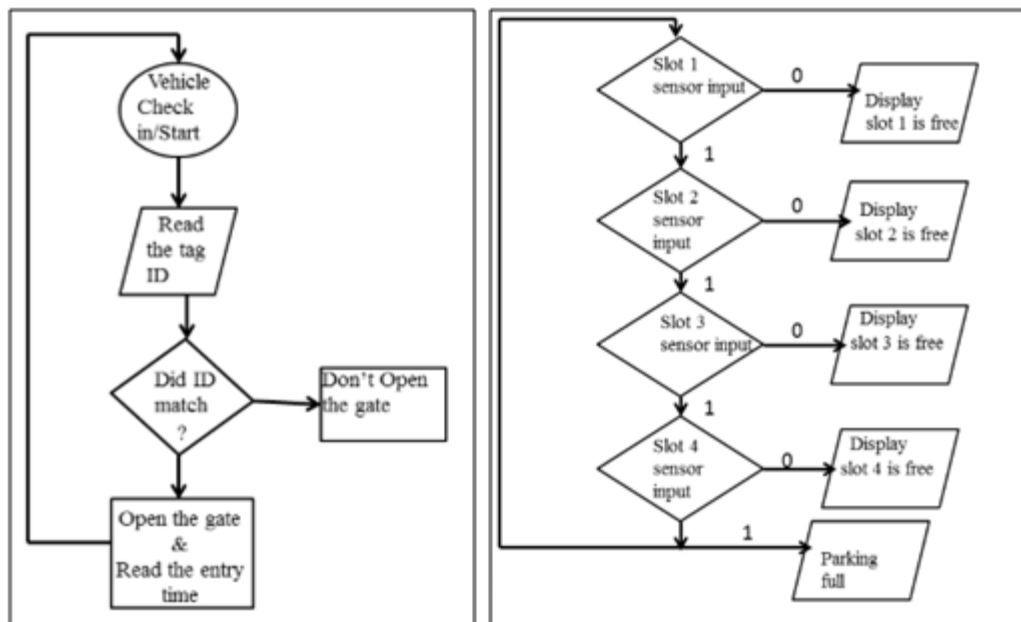 Vehicle
Check
in/Start
Read
the tag
ID
Did ID
match
?
Don't Open
the gate
Open the gate
&
Read the entry
time
Slot 1
sensor input
0
Display
slot 1 is free
1
Slot 2
sensor
input
0
Display
slot 2 is free
1
Slot 3
sensor input
0
Display
slot 3 is free
1
Slot 4
sensor
input
0
Display
slot 4 is free
1
Parking
full